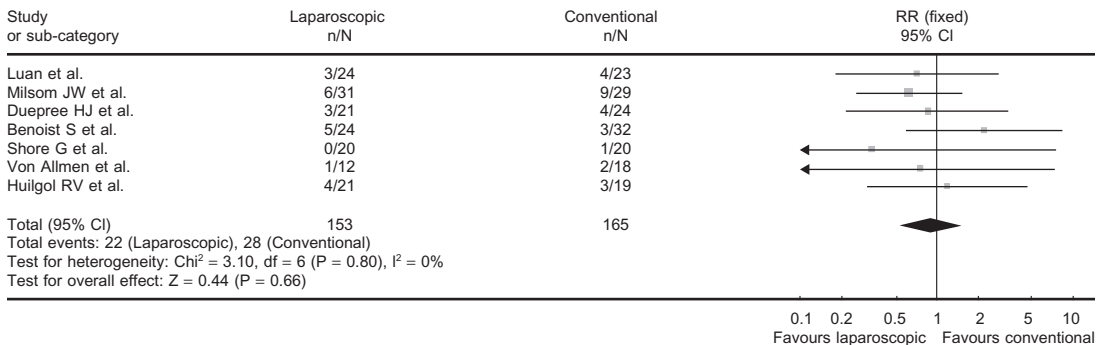 Study Laparoscopic Conventional RR (fixed)
or sub-category n/N n/N 95% CI
Luan et al. 3/24 4/23
Milsom JW et al. 6/31 9/29
Duepree HJ et al. 3/21 4/24
Benoist S et al. 5/24 3/32
Shore G et al. 0/20 1/20
Von Allmen et al. 1/12 2/18
Huilgol RV et al. 4/21 3/19
Total (95% CI) 153 165
Total events: 22 (Laparoscopic), 28 (Conventional)
Test for heterogeneity: Chi² = 3.10, df = 6 (P = 0.80), I² = 0%
Test for overall effect: Z = 0.44 (P = 0.66)
0.1 0.2 0.5 1 2 5 10
Favours laparoscopic Favours conventional